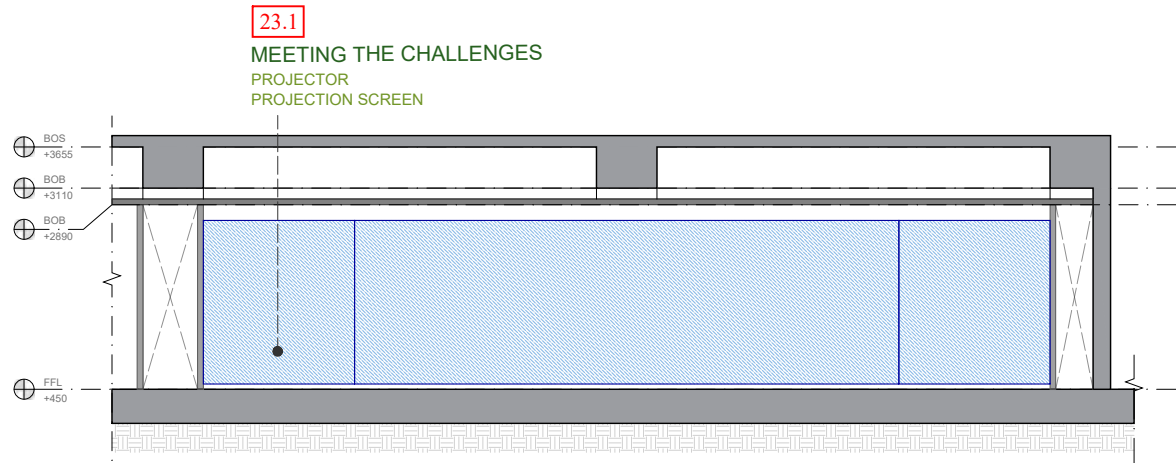 23.1
MEETING THE CHALLENGES
PROJECTOR
PROJECTION SCREEN
BOS
+3655
BOB
+3110
BOB
+2890
FFL
+450